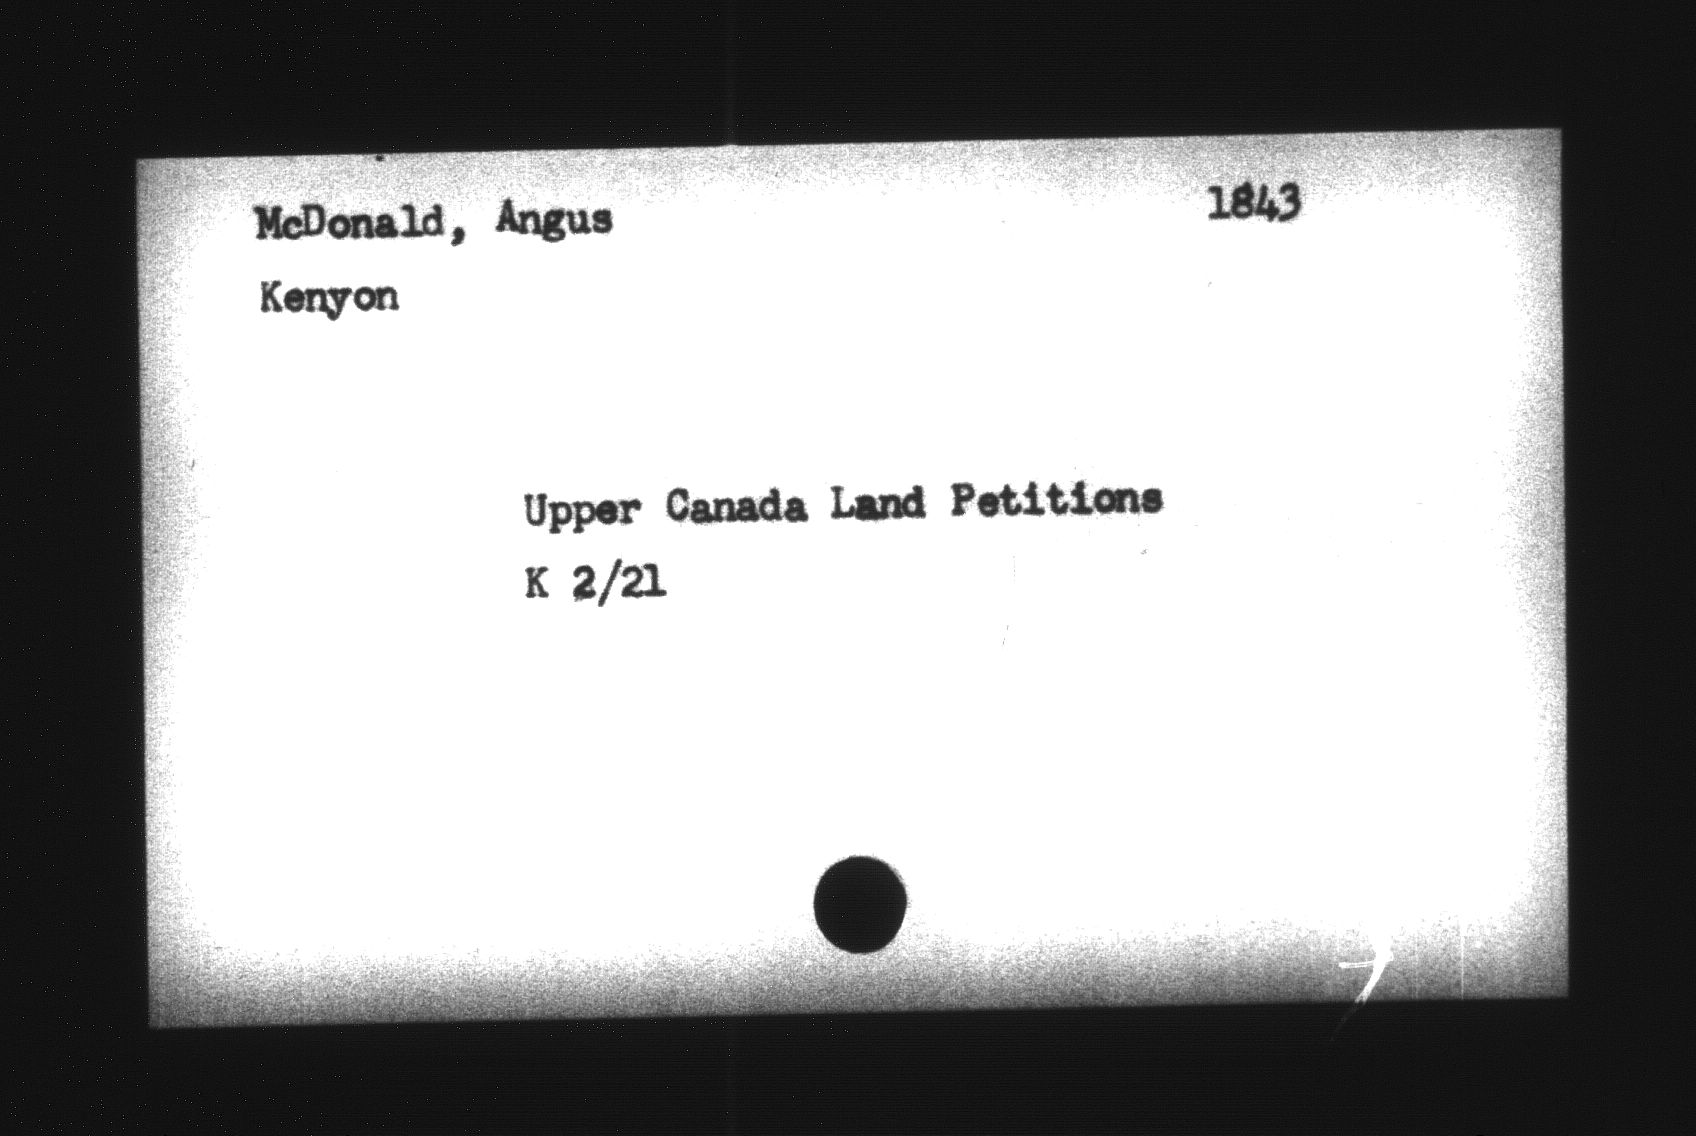 McDonald, Angus 1843
Kenyon
Upper Canada Land Petitions
K 2/21